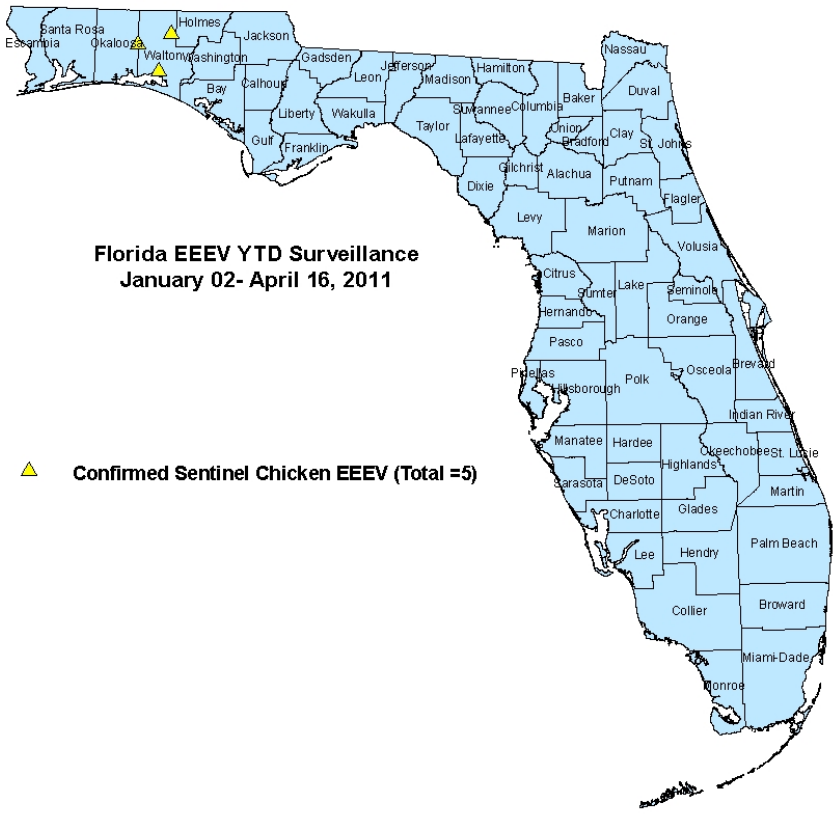 Holmes
Santa Rosa
Jackson
Escambia
Okaloosa
Walton
Washington
Gadsden
Nassau
Jefferson
Hamilton
Leon
Madison
Bay
Calhoun
Baker
Duval
Suwannee
Columbia
Liberty
Wakulla
Taylor
Union
Clay
Lafayette
Bradford
St. Johns
Gulf
Franklin
Gilchrist
Alachua
Putnam
Dixie
Flagler
Levy
Marion
Volusia
Florida EEEV YTD Surveillance
January 02- April 16, 2011
Citrus
Sumter
Lake
Seminole
Hernando
Orange
Pasco
Pinellas
Hillsborough
Polk
Osceola
Brevard
Indian River
Manatee
Hardee
Okeechobee
St. Lucie
Highlands
Confirmed Sentinel Chicken EEEV (Total =5)
Sarasota
DeSoto
Martin
Charlotte
Glades
Palm Beach
Lee
Hendry
Collier
Broward
Miami-Dade
Monroe